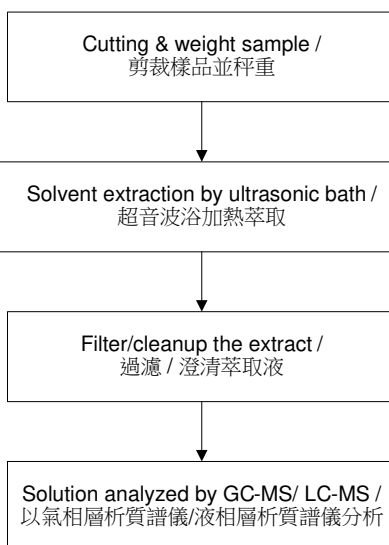 Cutting & weight sample /
剪裁樣品並秤重
Solvent extraction by ultrasonic bath /
超音波浴加熱萃取
Filter/cleanup the extract /
過濾 / 澄清萃取液
Solution analyzed by GC-MS/ LC-MS /
以氣相層析質譜儀/液相層析質譜儀分析